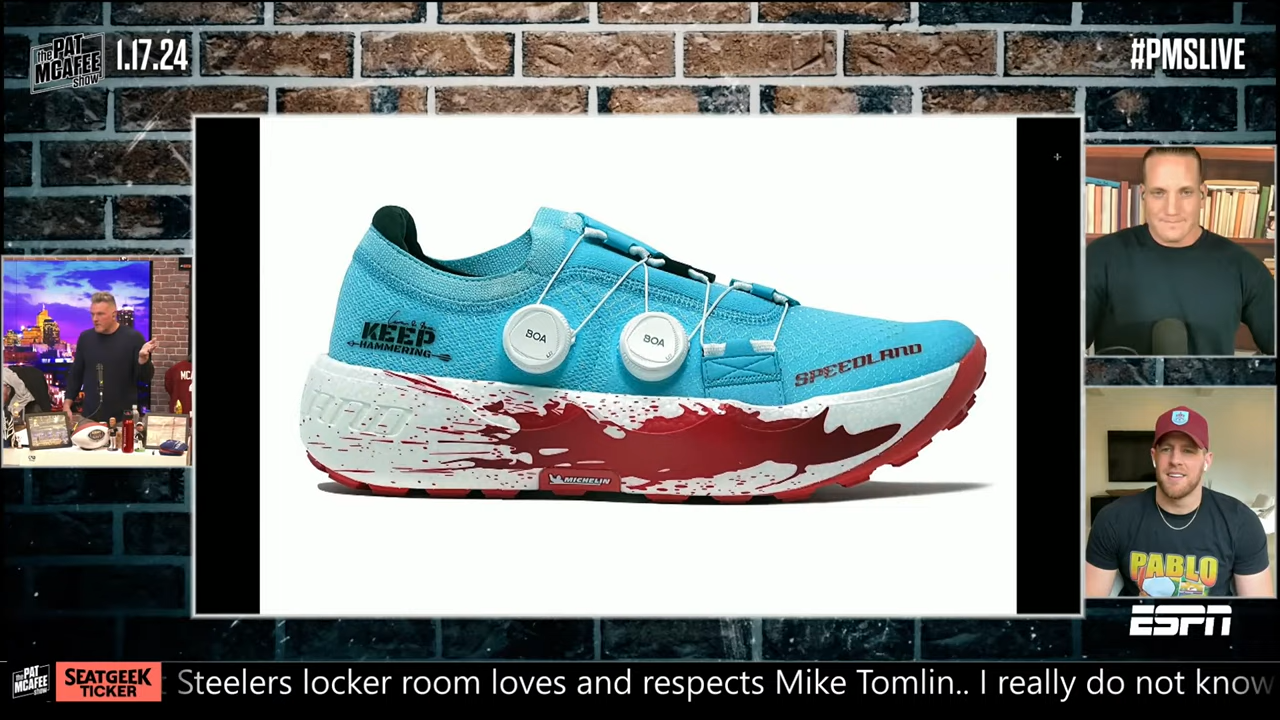 the PAT MCAFEE show
1.17.24
#PMSLIVE
BOA
BOA
KEEP
HAMMERING
SPEEDLAND
MICHELIN
PABLO
ESPN
the PAT MCAFEE show
SEATGEEK
TICKER
Steelers locker room loves and respects Mike Tomlin.. I really do not know